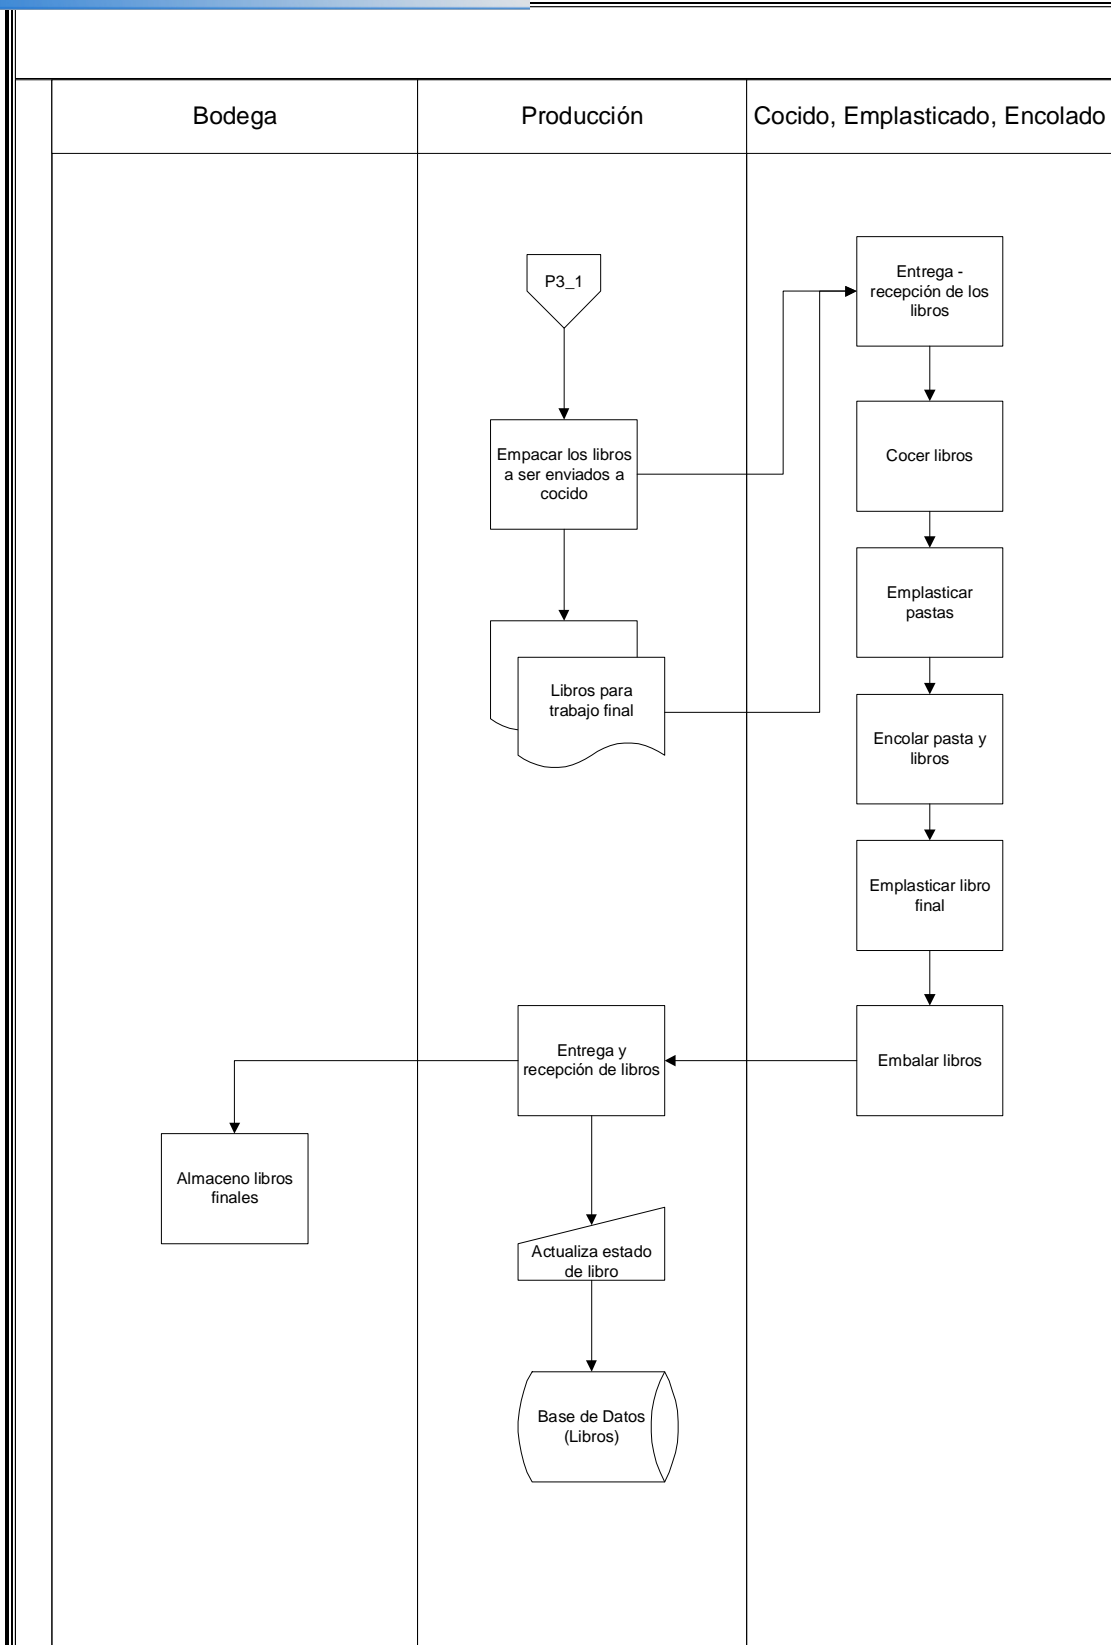 Bodega
Producción
Cocido, Emplasticado, Encolado
P3_1
Entrega -
recepción de los
libros
Empacar los libros
a ser enviados a
cocido
Cocer libros
Emplasticar
pastas
Libros para
trabajo final
Encolar pasta y
libros
Emplasticar libro
final
Entrega y
recepción de libros
Embalar libros
Almaceno libros
finales
Actualiza estado
de libro
Base de Datos
(Libros)